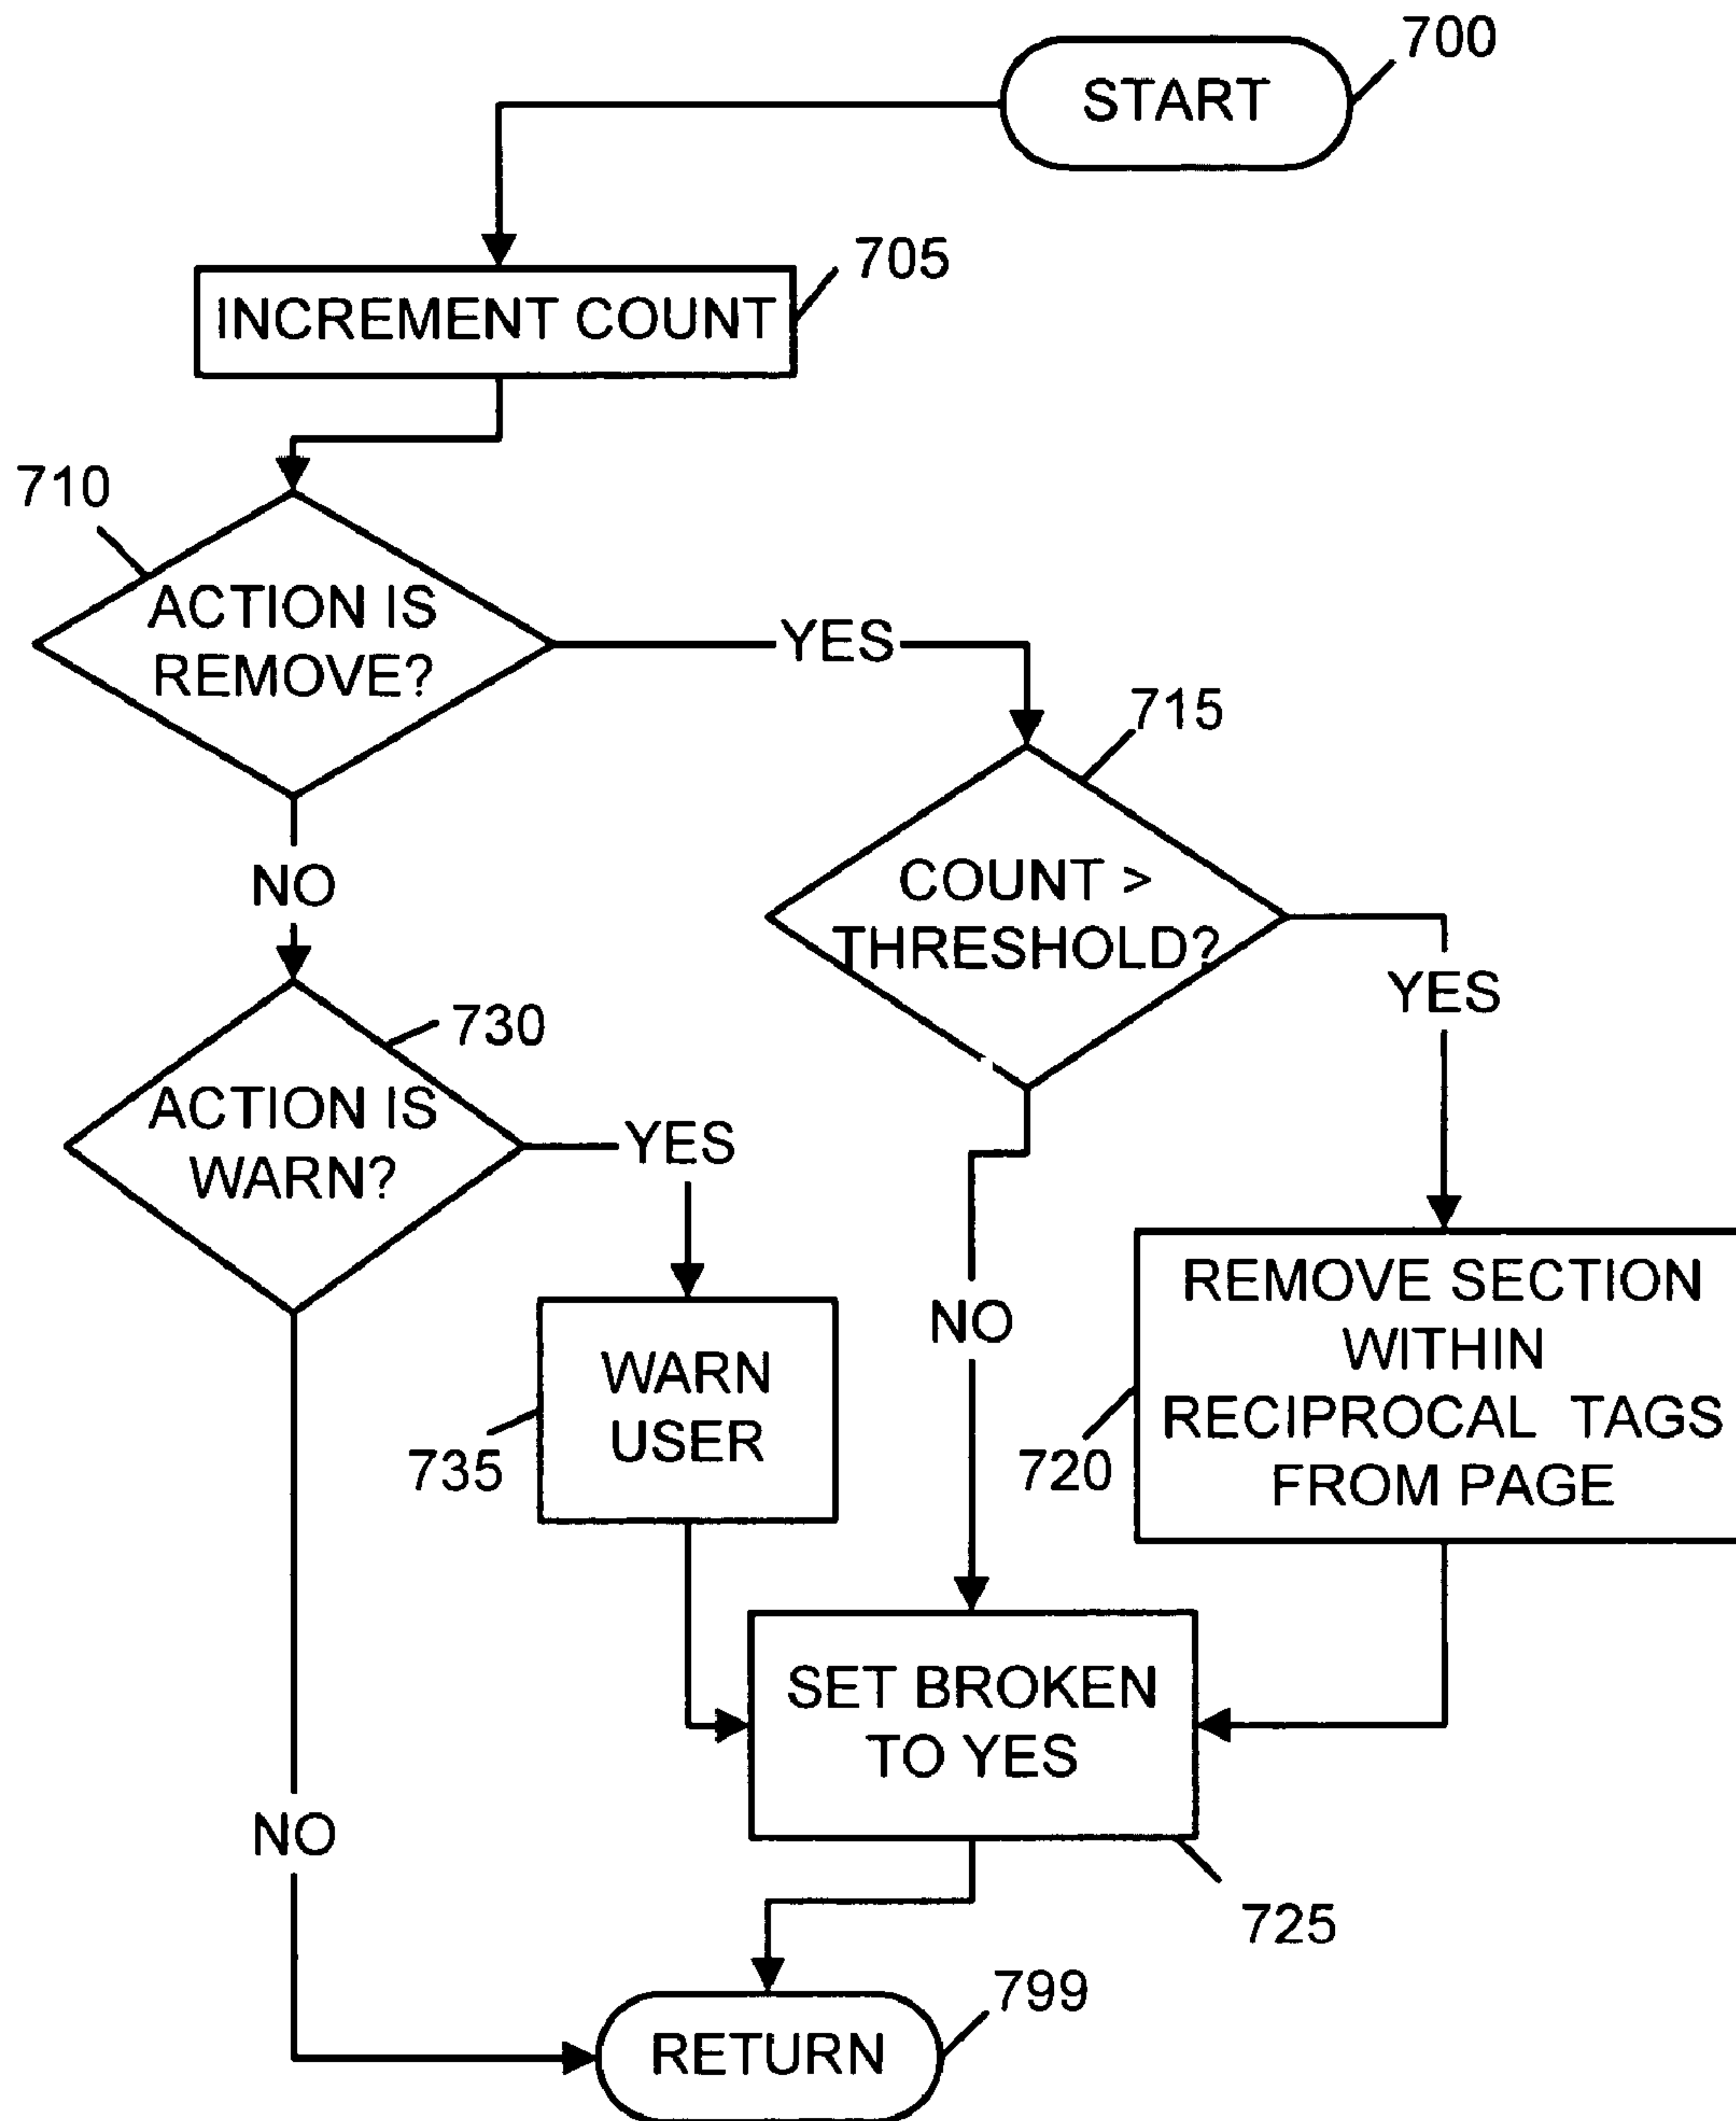 700
START
705
INCREMENT COUNT
710
ACTION IS
REMOVE?
YES
715
NO
COUNT >
THRESHOLD?
YES
730
ACTION IS
WARN?
YES
NO
REMOVE SECTION
WITHIN
RECIPROCAL TAGS
FROM PAGE
720
WARN
USER
735
SET BROKEN
TO YES
725
NO
799
RETURN